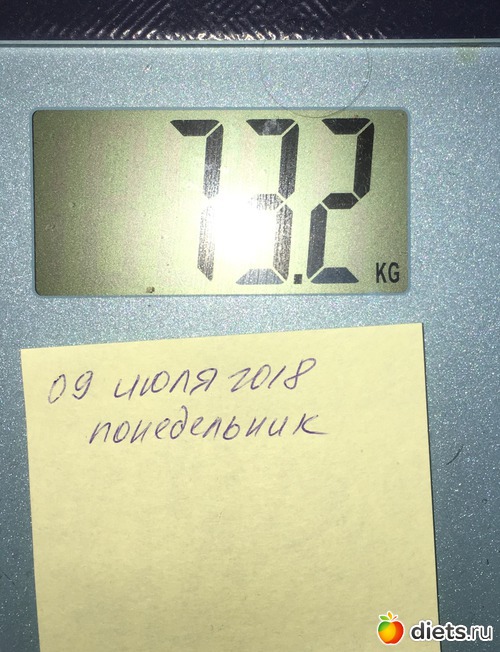 73.2 KG
09 июля 2018
понедельник
diets.ru